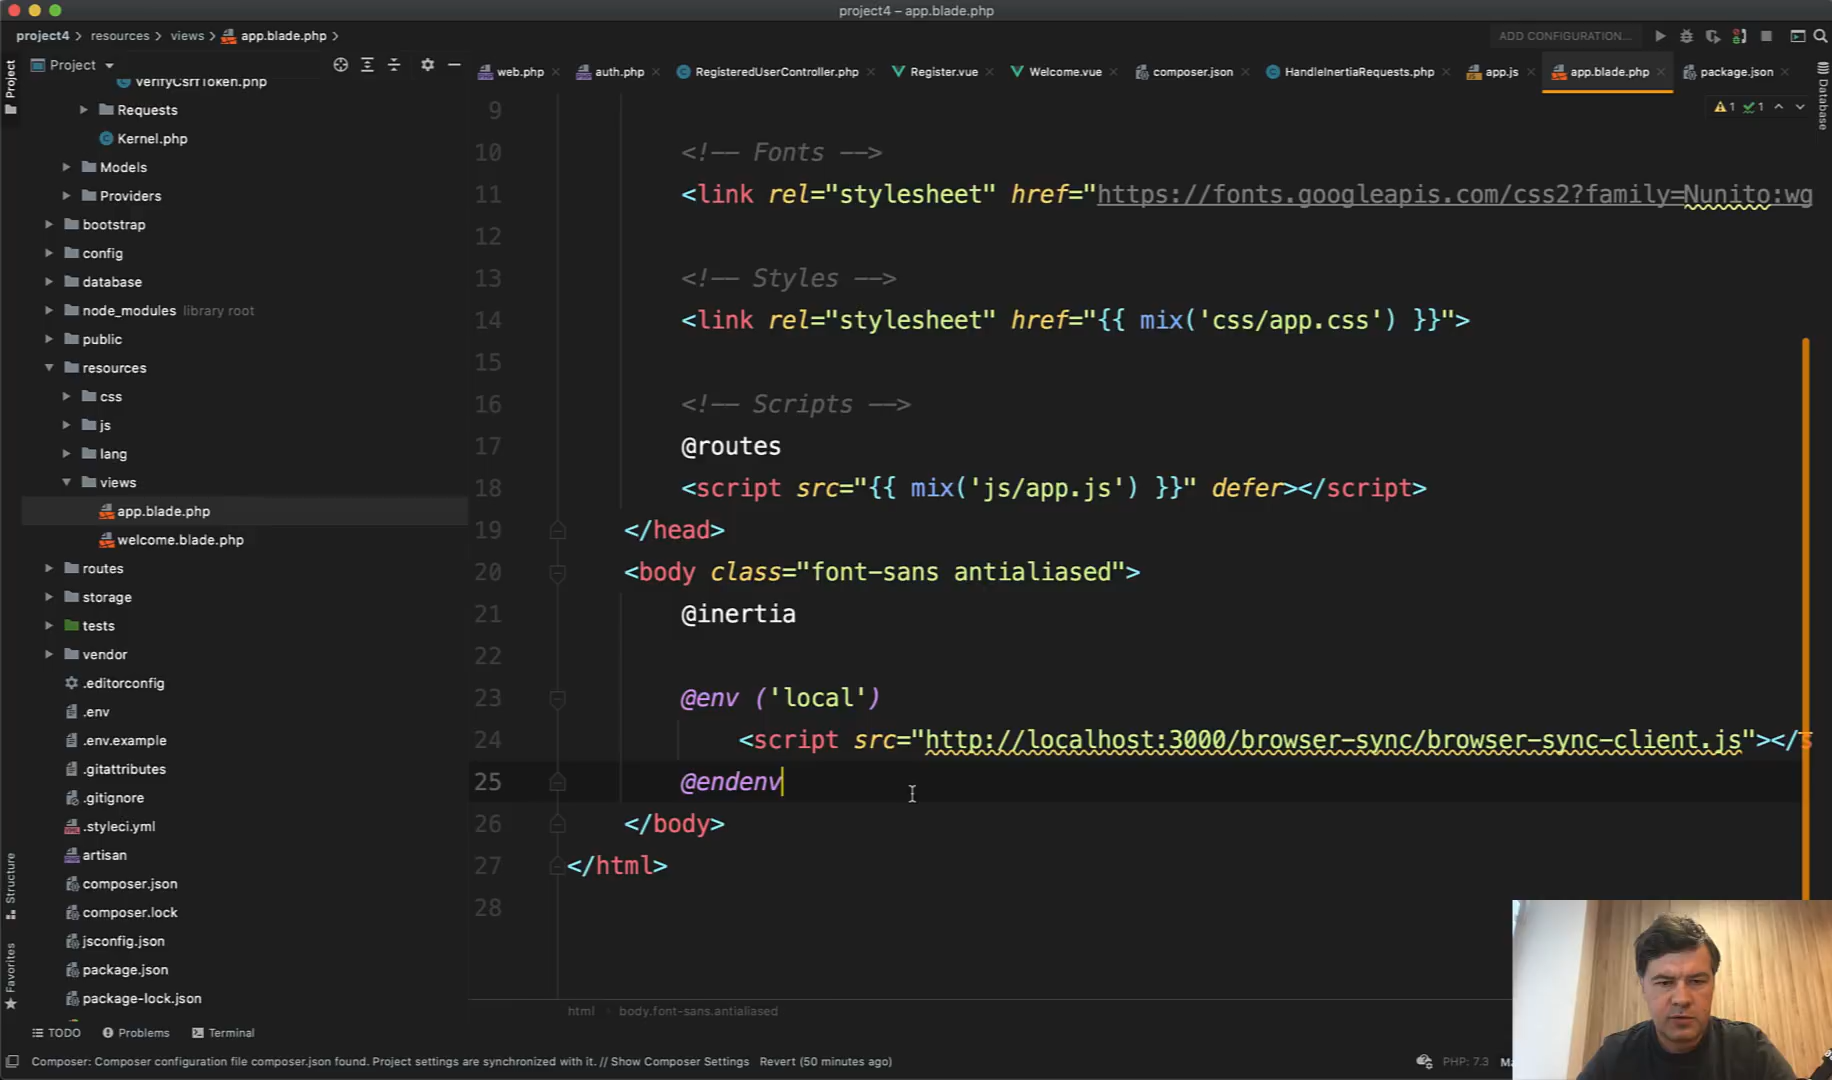 project4 – app.blade.php
project4 resources views app.blade.php
ADD CONFIGURATION...
Project
Project
web.php
auth.php
RegisteredUserController.php
Register.vue
Welcome.vue
composer.json
HandleInertiaRequests.php
app.js
app.blade.php
package.json
Database
VerifyCsrfToken.php
Requests
Kernel.php
Models
Providers
bootstrap
config
database
node_modules library root
public
resources
css
js
lang
views
app.blade.php
welcome.blade.php
routes
storage
tests
vendor
.editorconfig
.env
.env.example
.gitattributes
.gitignore
.styleci.yml
artisan
composer.json
composer.lock
jsconfig.json
package.json
package-lock.json
Structure
Favorites
1 1
9
10 <!-- Fonts -->
11 <link rel="stylesheet" href="https://fonts.googleapis.com/css2?family=Nunito:wg
12
13 <!-- Styles -->
14 <link rel="stylesheet" href="{{ mix('css/app.css') }}">
15
16 <!-- Scripts -->
17 @routes
18 <script src="{{ mix('js/app.js') }}" defer></script>
19 </head>
20 <body class="font-sans antialiased">
21 @inertia
22
23 @env ('local')
24 <script src="http://localhost:3000/browser-sync/browser-sync-client.js"></s
25 @endenv
26 </body>
27 </html>
28
html body.font-sans.antialiased
TODO Problems Terminal
Composer: Composer configuration file composer.json found. Project settings are synchronized with it. // Show Composer Settings Revert (50 minutes ago)
PHP: 7.3